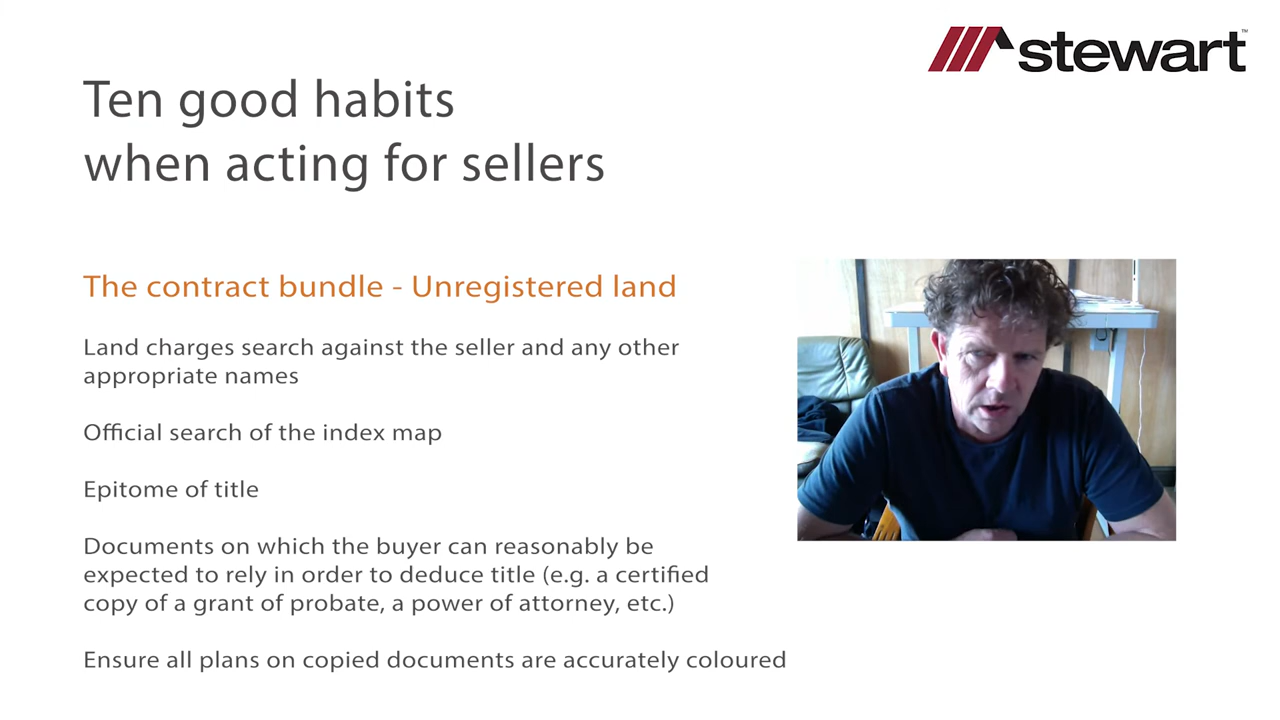 stewart™
Ten good habits
when acting for sellers
The contract bundle - Unregistered land
Land charges search against the seller and any other
appropriate names
Official search of the index map
Epitome of title
Documents on which the buyer can reasonably be
expected to rely in order to deduce title (e.g. a certified
copy of a grant of probate, a power of attorney, etc.)
Ensure all plans on copied documents are accurately coloured